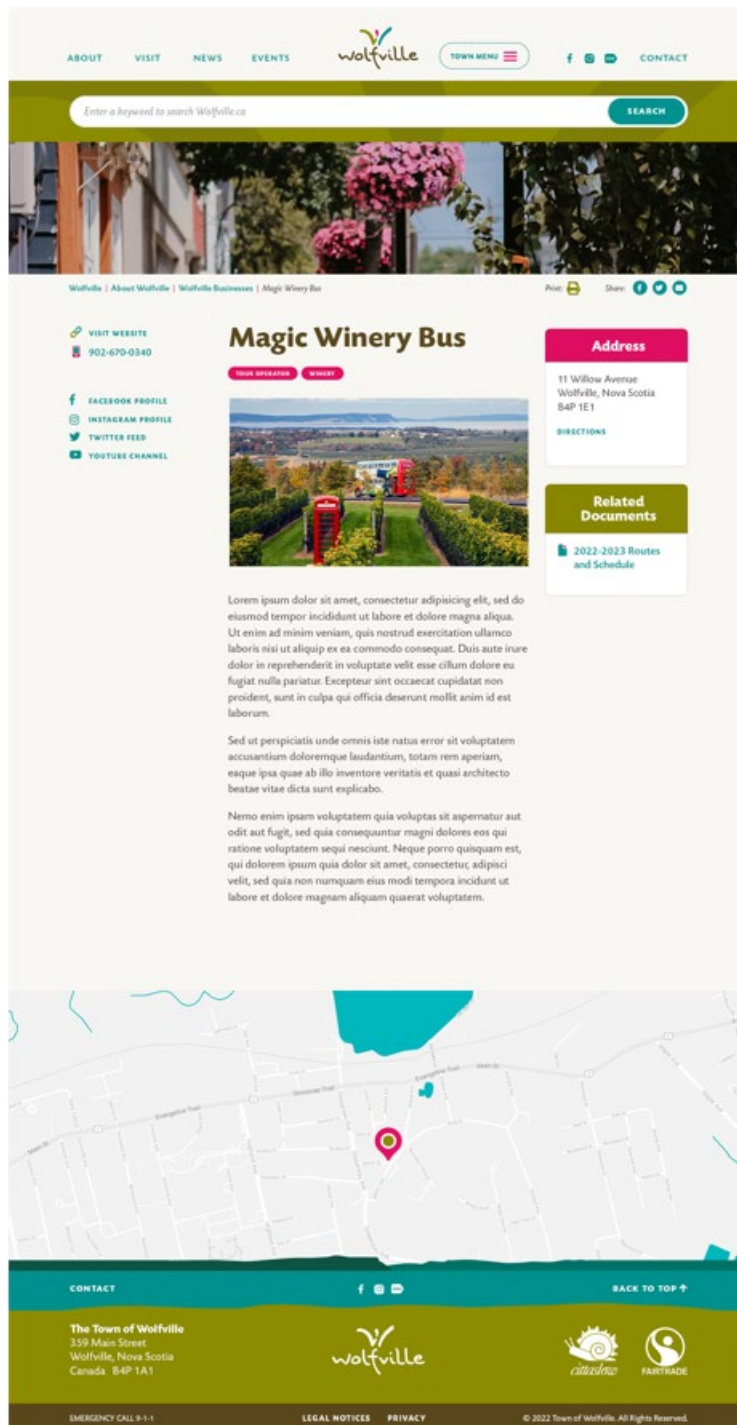 ABOUT VISIT NEWS EVENTS wolfville TOWN MENU CONTACT
Enter a keyword to search Wolfville.ca SEARCH
Wolfville | About Wolfville | Wolfville Businesses | Magic Winery Bus Print: Share:
VISIT WEBSITE
902-670-0340
FACEBOOK PROFILE
INSTAGRAM PROFILE
TWITTER FEED
YOUTUBE CHANNEL
Magic Winery Bus
TOUR OPERATOR WINERY
Lorem ipsum dolor sit amet, consectetur adipisicing elit, sed do
eiusmod tempor incididunt ut labore et dolore magna aliqua.
Ut enim ad minim veniam, quis nostrud exercitation ullamco
laboris nisi ut aliquip ex ea commodo consequat. Duis aute irure
dolor in reprehenderit in voluptate velit esse cillum dolore eu
fugiat nulla pariatur. Excepteur sint occaecat cupidatat non
proident, sunt in culpa qui officia deserunt mollit anim id est
laborum.
Sed ut perspiciatis unde omnis iste natus error sit voluptatem
accusantium doloremque laudantium, totam rem aperiam,
eaque ipsa quae ab illo inventore veritatis et quasi architecto
beatae vitae dicta sunt explicabo.
Nemo enim ipsam voluptatem quia voluptas sit aspernatur aut
odit aut fugit, sed quia consequuntur magni dolores eos qui
ratione voluptatem sequi nesciunt. Neque porro quisquam est,
qui dolorem ipsum quia dolor sit amet, consectetur, adipisci
velit, sed quia non numquam eius modi tempora incidunt ut
labore et dolore magnam aliquam quaerat voluptatem.
Address
11 Willow Avenue
Wolfville, Nova Scotia
B4P 1E1
DIRECTIONS
Related
Documents
2022-2023 Routes
and Schedule
Main St
Evangeline Trail
Evangeline Trail
Main St
CONTACT BACK TO TOP
The Town of Wolfville
359 Main Street
Wolfville, Nova Scotia
Canada B4P 1A1
wolfville
cittaslow
FAIRTRADE
EMERGENCY CALL 9-1-1 LEGAL NOTICES PRIVACY © 2022 Town of Wolfville. All Rights Reserved.